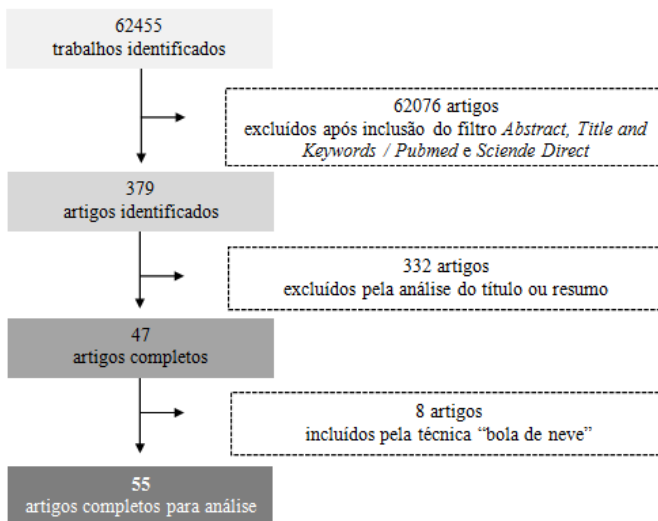 62455
trabalhos identificados
62076 artigos
excluídos após inclusão do filtro Abstract, Title and
Keywords / Pubmed e Sciende Direct
379
artigos identificados
332 artigos
excluídos pela análise do título ou resumo
47
artigos completos
8 artigos
incluídos pela técnica “bola de neve”
55
artigos completos para análise